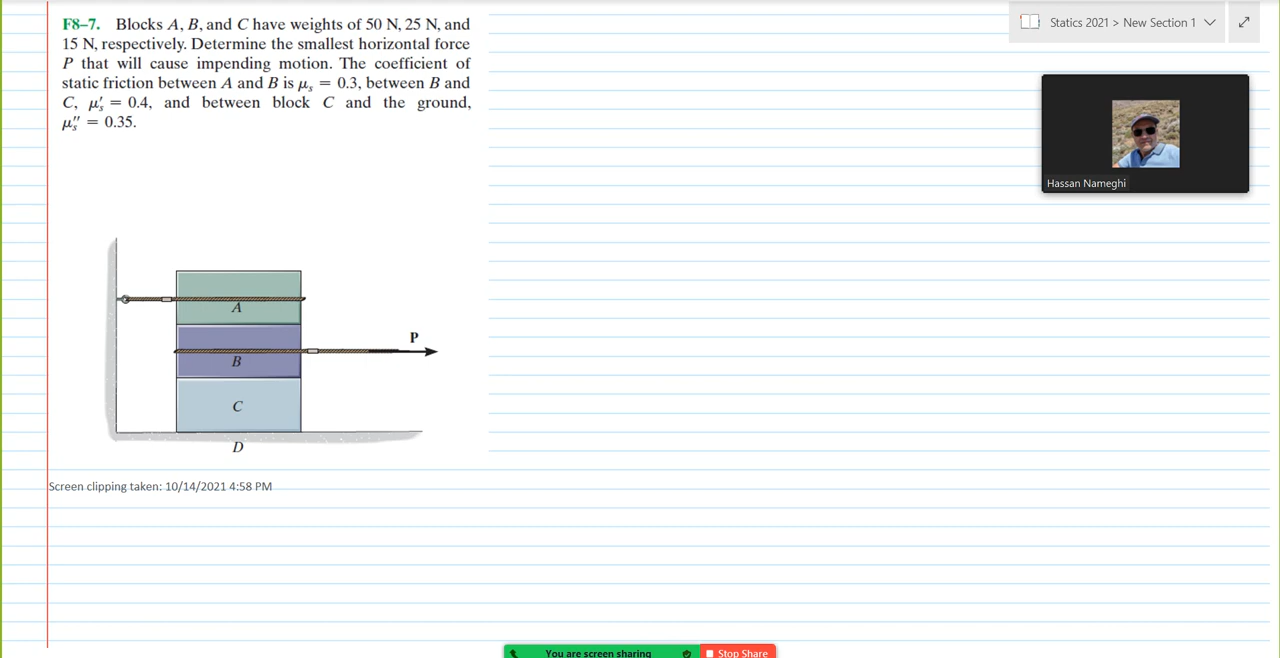 F8–7. Blocks A, B, and C have weights of 50 N, 25 N, and
15 N, respectively. Determine the smallest horizontal force
P that will cause impending motion. The coefficient of
static friction between A and B is μs = 0.3, between B and
C, μ′s = 0.4, and between block C and the ground,
μ″s = 0.35.
Statics 2021 > New Section 1
Hassan Nameghi
A
P
B
C
D
Screen clipping taken: 10/14/2021 4:58 PM
You are screen sharing
Stop Share